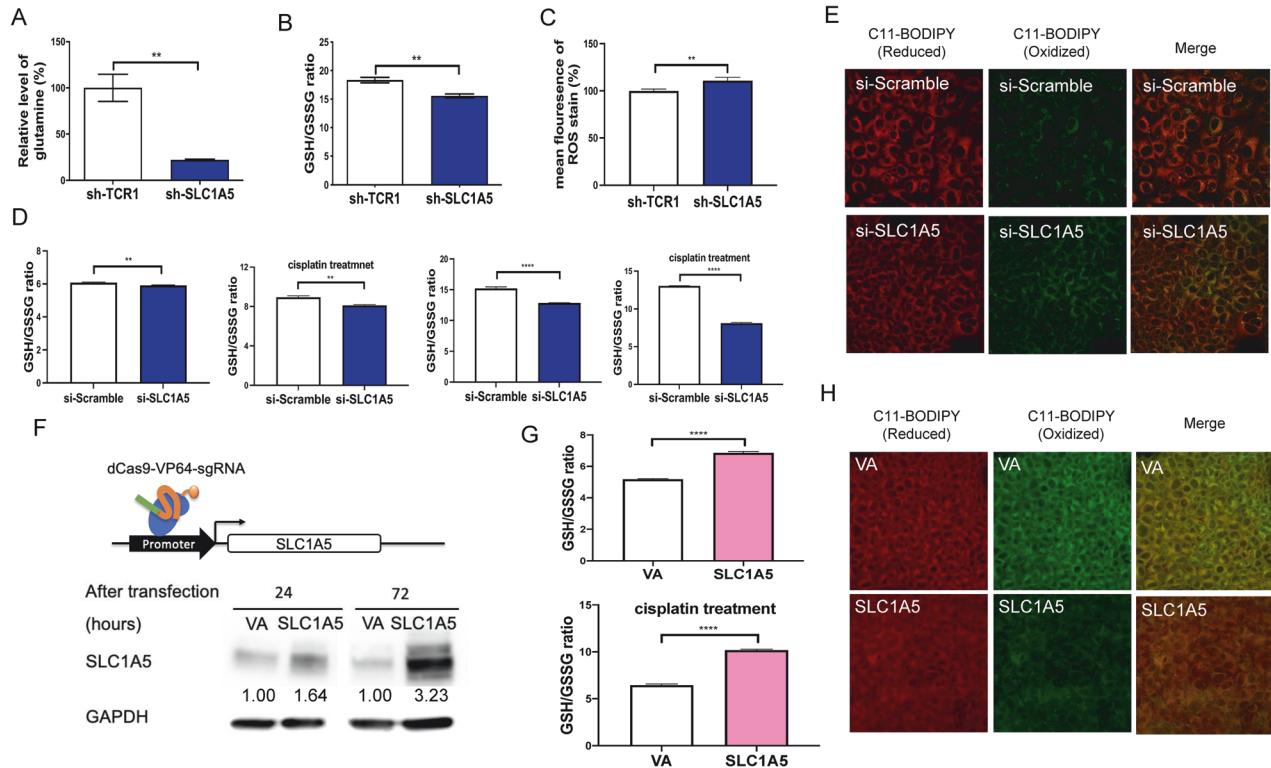 A
Relative level of
glutamine (%)
150
100
50
0
**
sh-TCR1
sh-SLC1A5
B
GSH/GSSG ratio
25
20
15
10
5
0
**
sh-TCR1
sh-SLC1A5
C
mean flouresence of
ROS stain (%)
150
100
50
0
**
sh-TCR1
sh-SLC1A5
D
GSH/GSSG ratio
8
6
4
2
0
**
si-Scramble
si-SLC1A5
cisplatin treatmnet
GSH/GSSG ratio
12
10
5
0
**
si-Scramble
si-SLC1A5
GSH/GSSG ratio
20
15
10
5
0
****
si-Scramble
si-SLC1A5
cisplatin treatment
GSH/GSSG ratio
15
10
5
0
****
si-Scramble
si-SLC1A5
E
C11-BODIPY
(Reduced)
C11-BODIPY
(Oxidized)
Merge
si-Scramble
si-Scramble
si-Scramble
si-SLC1A5
si-SLC1A5
si-SLC1A5
F
dCas9-VP64-sgRNA
Promoter
SLC1A5
After transfection
24
72
(hours)
VA
SLC1A5
VA
SLC1A5
SLC1A5
1.00
1.64
1.00
3.23
GAPDH
G
GSH/GSSG ratio
8
6
4
2
0
****
VA
SLC1A5
cisplatin treatment
GSH/GSSG ratio
15
10
5
0
****
VA
SLC1A5
H
C11-BODIPY
(Reduced)
C11-BODIPY
(Oxidized)
Merge
VA
VA
VA
SLC1A5
SLC1A5
SLC1A5